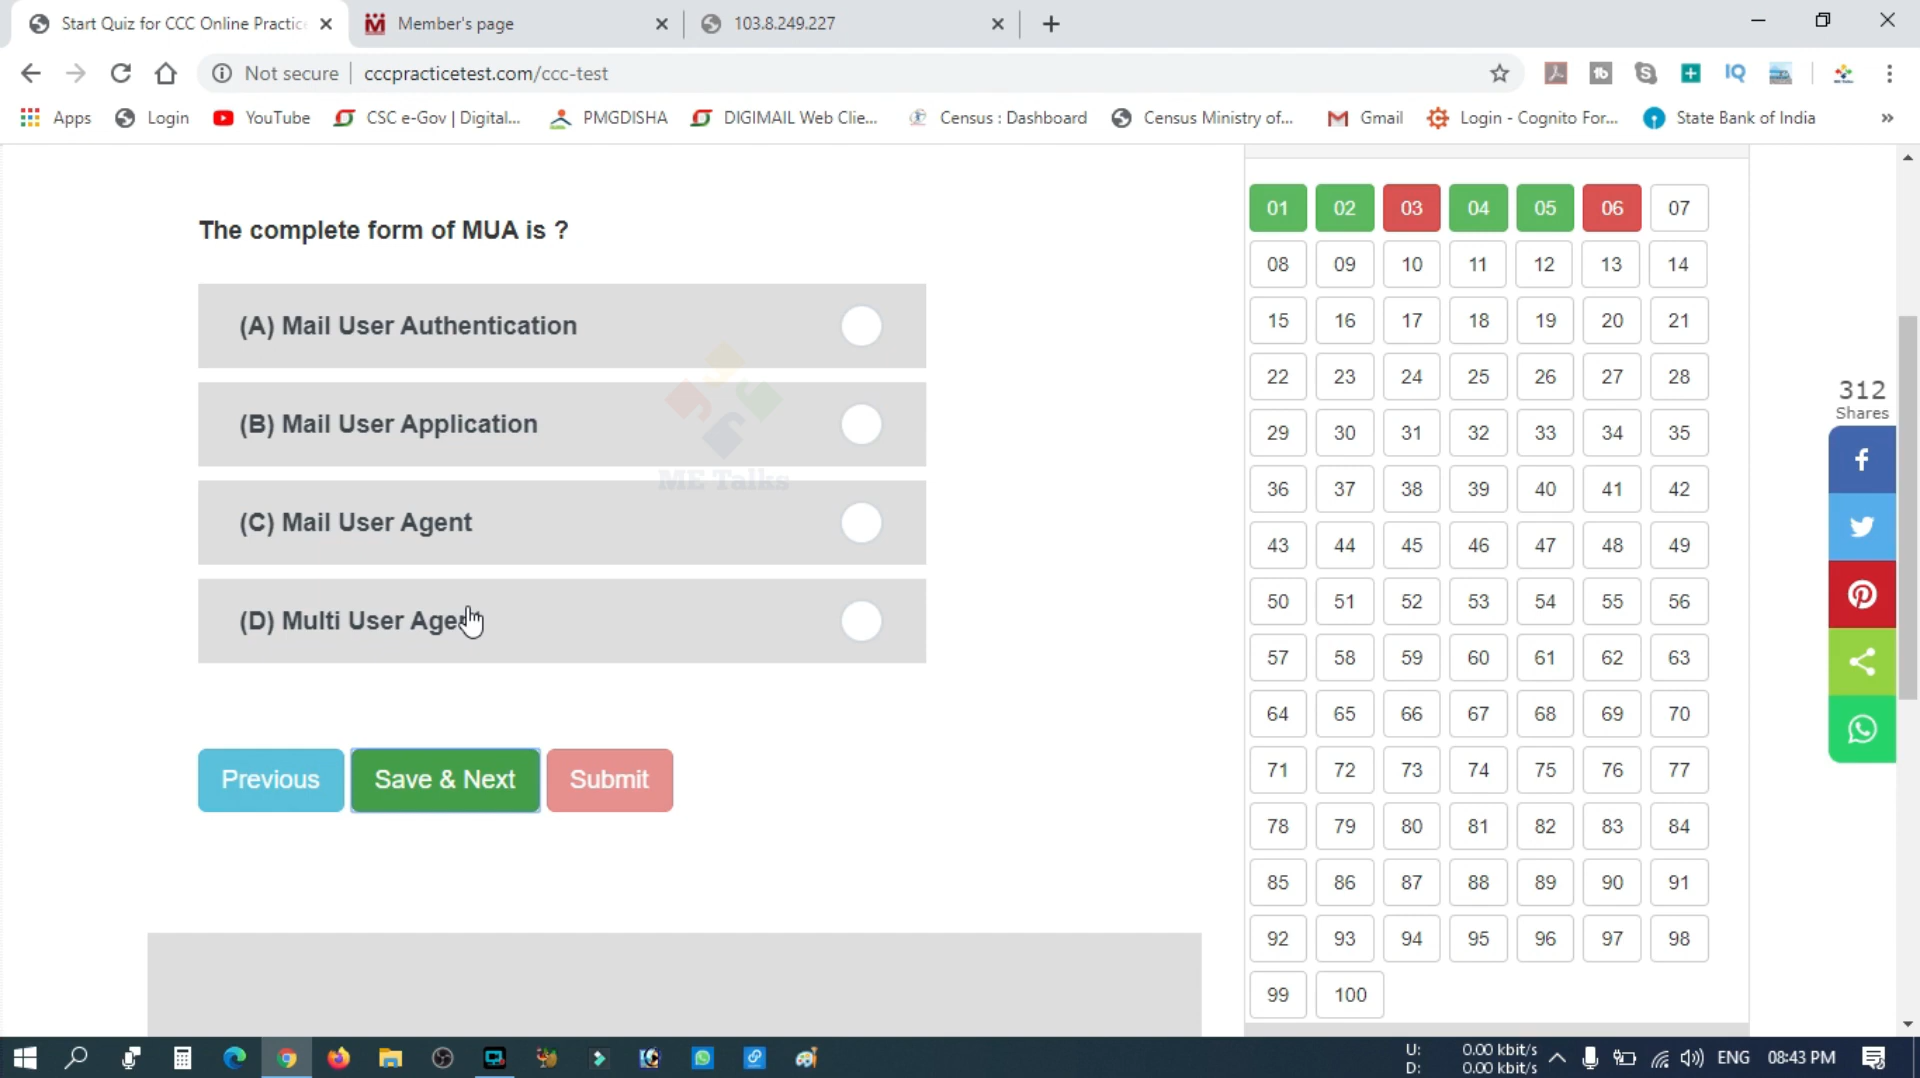 Start Quiz for CCC Online Practic
Member's page
103.8.249.227
Not secure
cccpracticetest.com/ccc-test
Apps
Login
YouTube
CSC e-Gov | Digital...
PMGDISHA
DIGIMAIL Web Clie...
Census : Dashboard
Census Ministry of...
Gmail
Login - Cognito For...
State Bank of India
»
The complete form of MUA is ?
(A) Mail User Authentication
(B) Mail User Application
(C) Mail User Agent
(D) Multi User Agent
ME Talks
Previous
Save & Next
Submit
01 02 03 04 05 06 07
08 09 10 11 12 13 14
15 16 17 18 19 20 21
22 23 24 25 26 27 28
29 30 31 32 33 34 35
36 37 38 39 40 41 42
43 44 45 46 47 48 49
50 51 52 53 54 55 56
57 58 59 60 61 62 63
64 65 66 67 68 69 70
71 72 73 74 75 76 77
78 79 80 81 82 83 84
85 86 87 88 89 90 91
92 93 94 95 96 97 98
99 100
312
Shares
U: 0.00 kbit/s
D: 0.00 kbit/s
ENG
08:43 PM